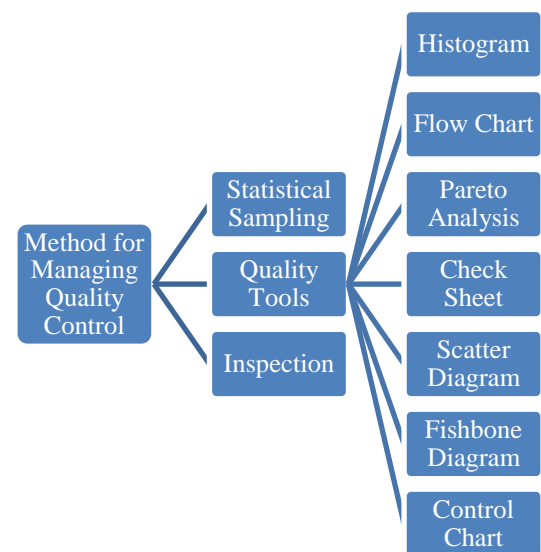 Method for
Managing
Quality
Control
Statistical
Sampling
Quality
Tools
Inspection
Histogram
Flow Chart
Pareto
Analysis
Check
Sheet
Scatter
Diagram
Fishbone
Diagram
Control
Chart